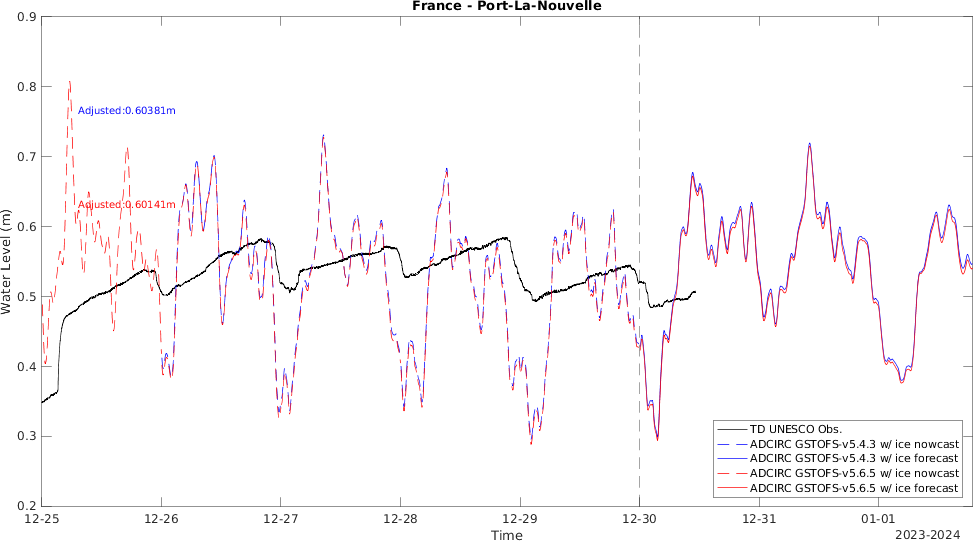 France - Port-La-Nouvelle
0.9
0.8
0.7
0.6
0.5
0.4
0.3
0.2
Water Level (m)
Adjusted:0.60381m
Adjusted:0.60141m
TD UNESCO Obs.
ADCIRC GSTOFS-v5.4.3 w/ ice nowcast
ADCIRC GSTOFS-v5.4.3 w/ ice forecast
ADCIRC GSTOFS-v5.6.5 w/ ice nowcast
ADCIRC GSTOFS-v5.6.5 w/ ice forecast
12-25 12-26 12-27 12-28 12-29 12-30 12-31 01-01
Time
2023-2024